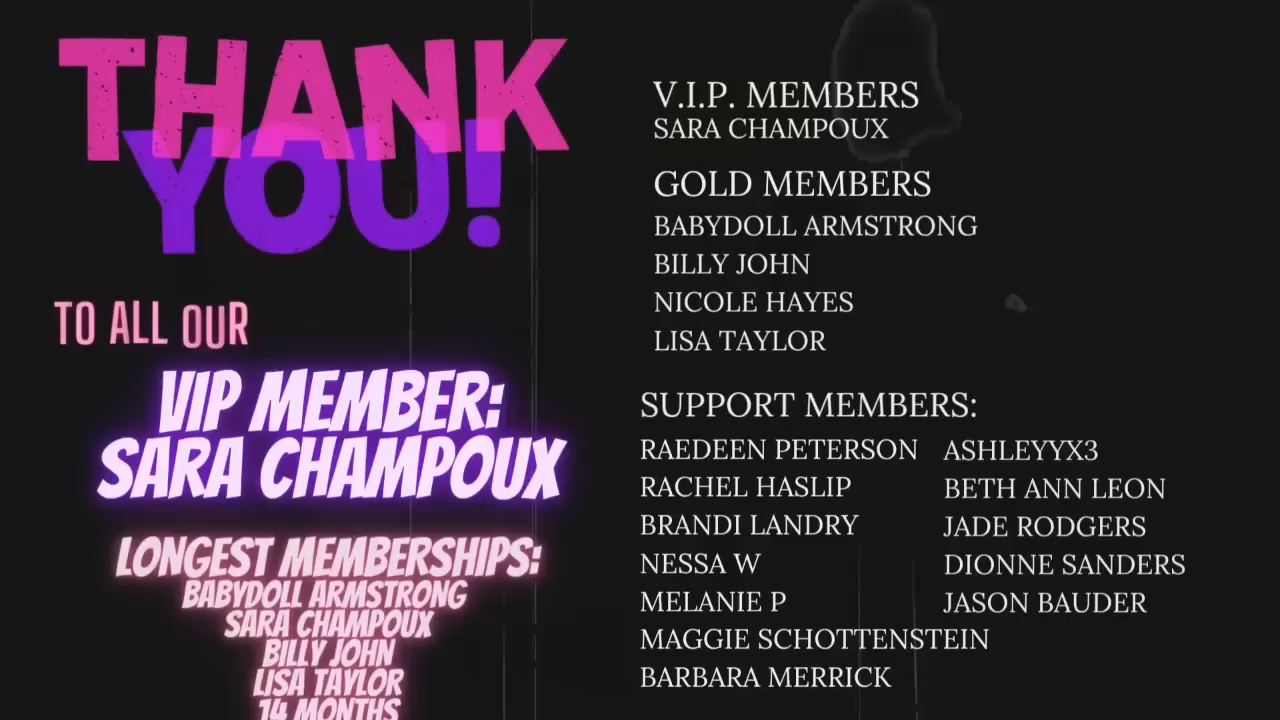 THANK
YOU!
TO ALL OUR
VIP MEMBER:
SARA CHAMPOUX
LONGEST MEMBERSHIPS:
BABYDOLL ARMSTRONG
SARA CHAMPOUX
BILLY JOHN
LISA TAYLOR
14 MONTHS
V.I.P. MEMBERS
SARA CHAMPOUX
GOLD MEMBERS
BABYDOLL ARMSTRONG
BILLY JOHN
NICOLE HAYES
LISA TAYLOR
SUPPORT MEMBERS:
RAEDEEN PETERSON
RACHEL HASLIP
BRANDI LANDRY
NESSA W
MELANIE P
MAGGIE SCHOTTENSTEIN
BARBARA MERRICK
ASHLEYYX3
BETH ANN LEON
JADE RODGERS
DIONNE SANDERS
JASON BAUDER